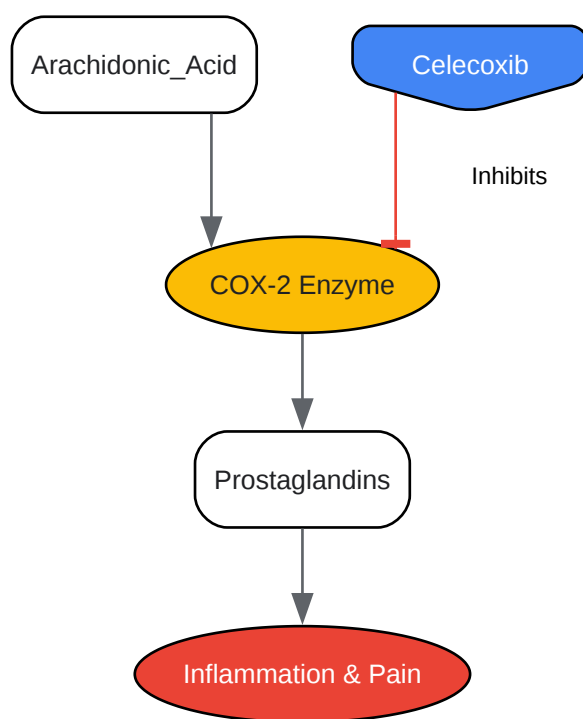 Arachidonic_Acid
Celecoxib
Inhibits
COX-2 Enzyme
Prostaglandins
Inflammation & Pain